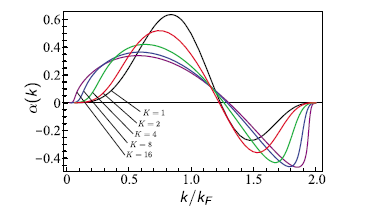 0.6
0.4
0.2
0
−0.2
−0.4
α(k)
K = 1
K = 2
K = 4
K = 8
K = 16
0 0.5 1.0 1.5 2.0
k/kF